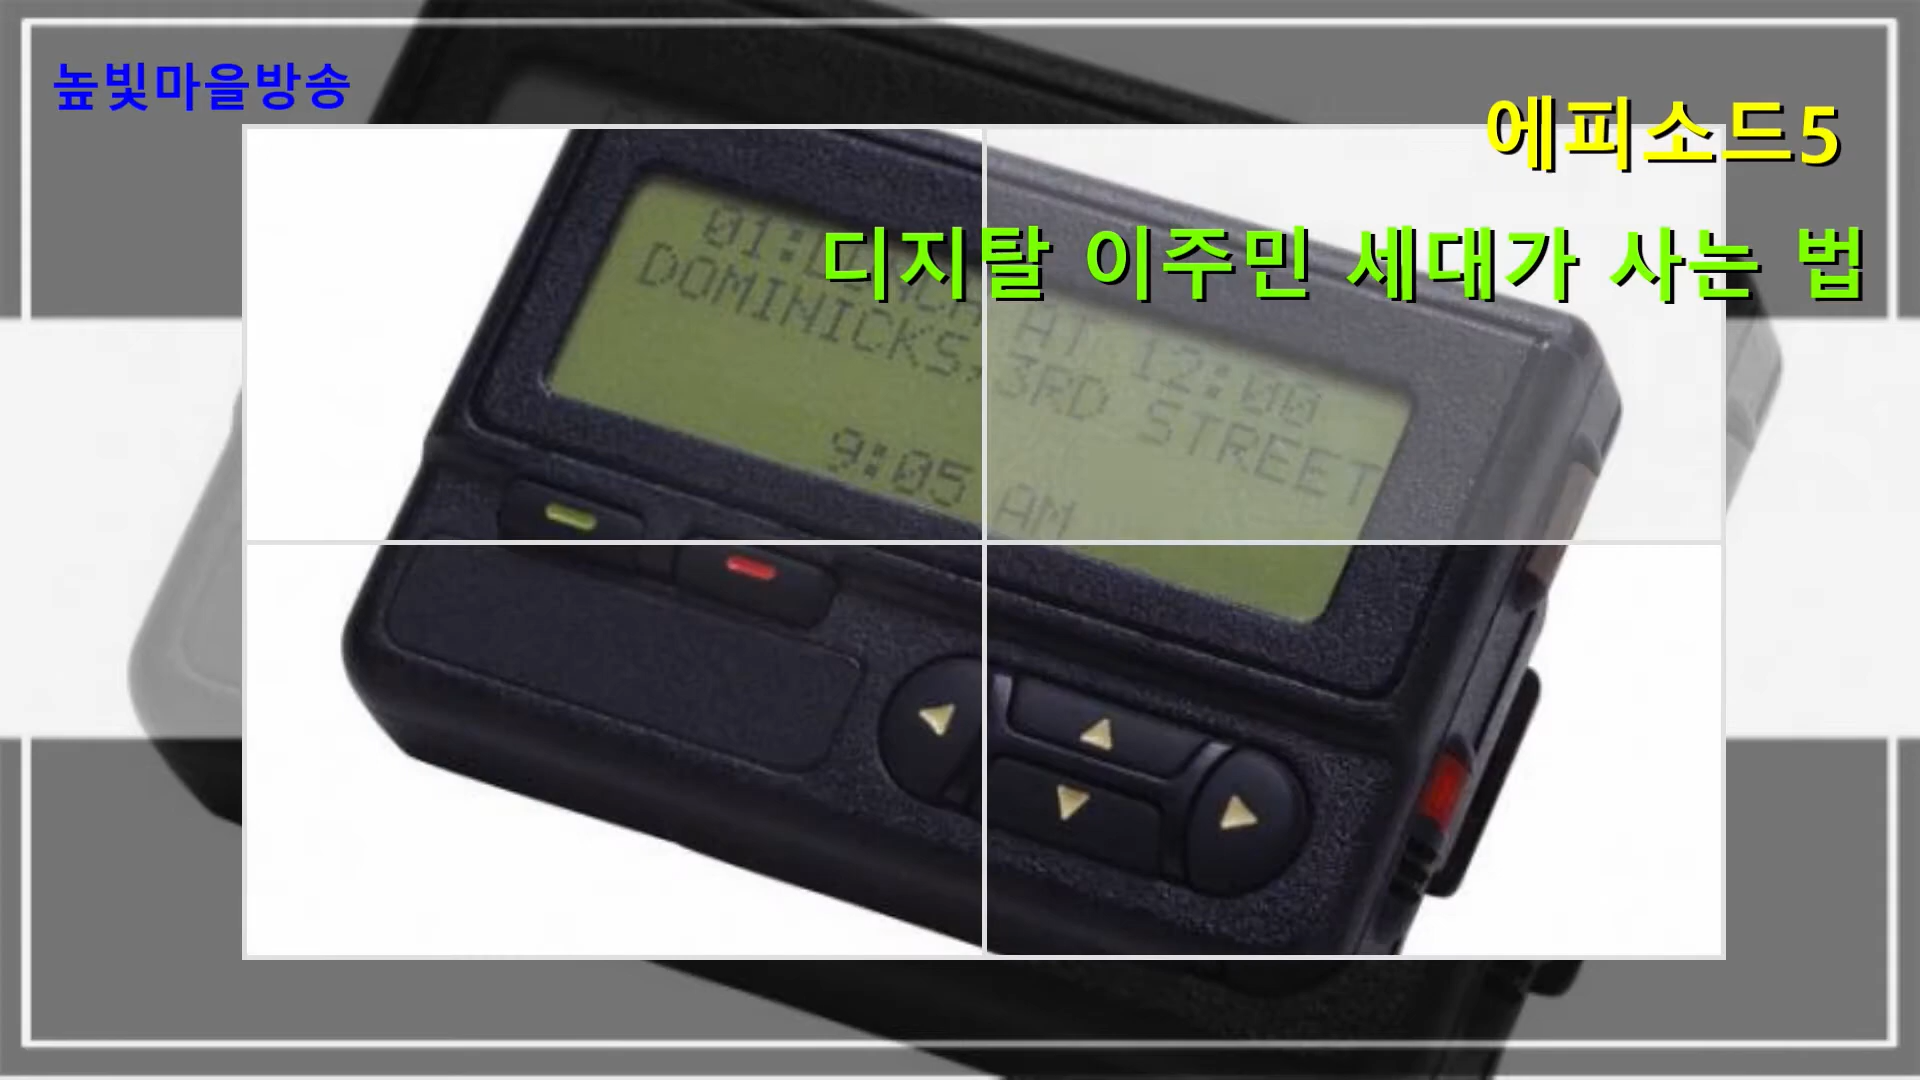 높빛마을방송
에피소드5
디지탈 이주민 세대가 사는 법
AT 12:00
DOMINICKS, 3RD STREET
9:05 AM